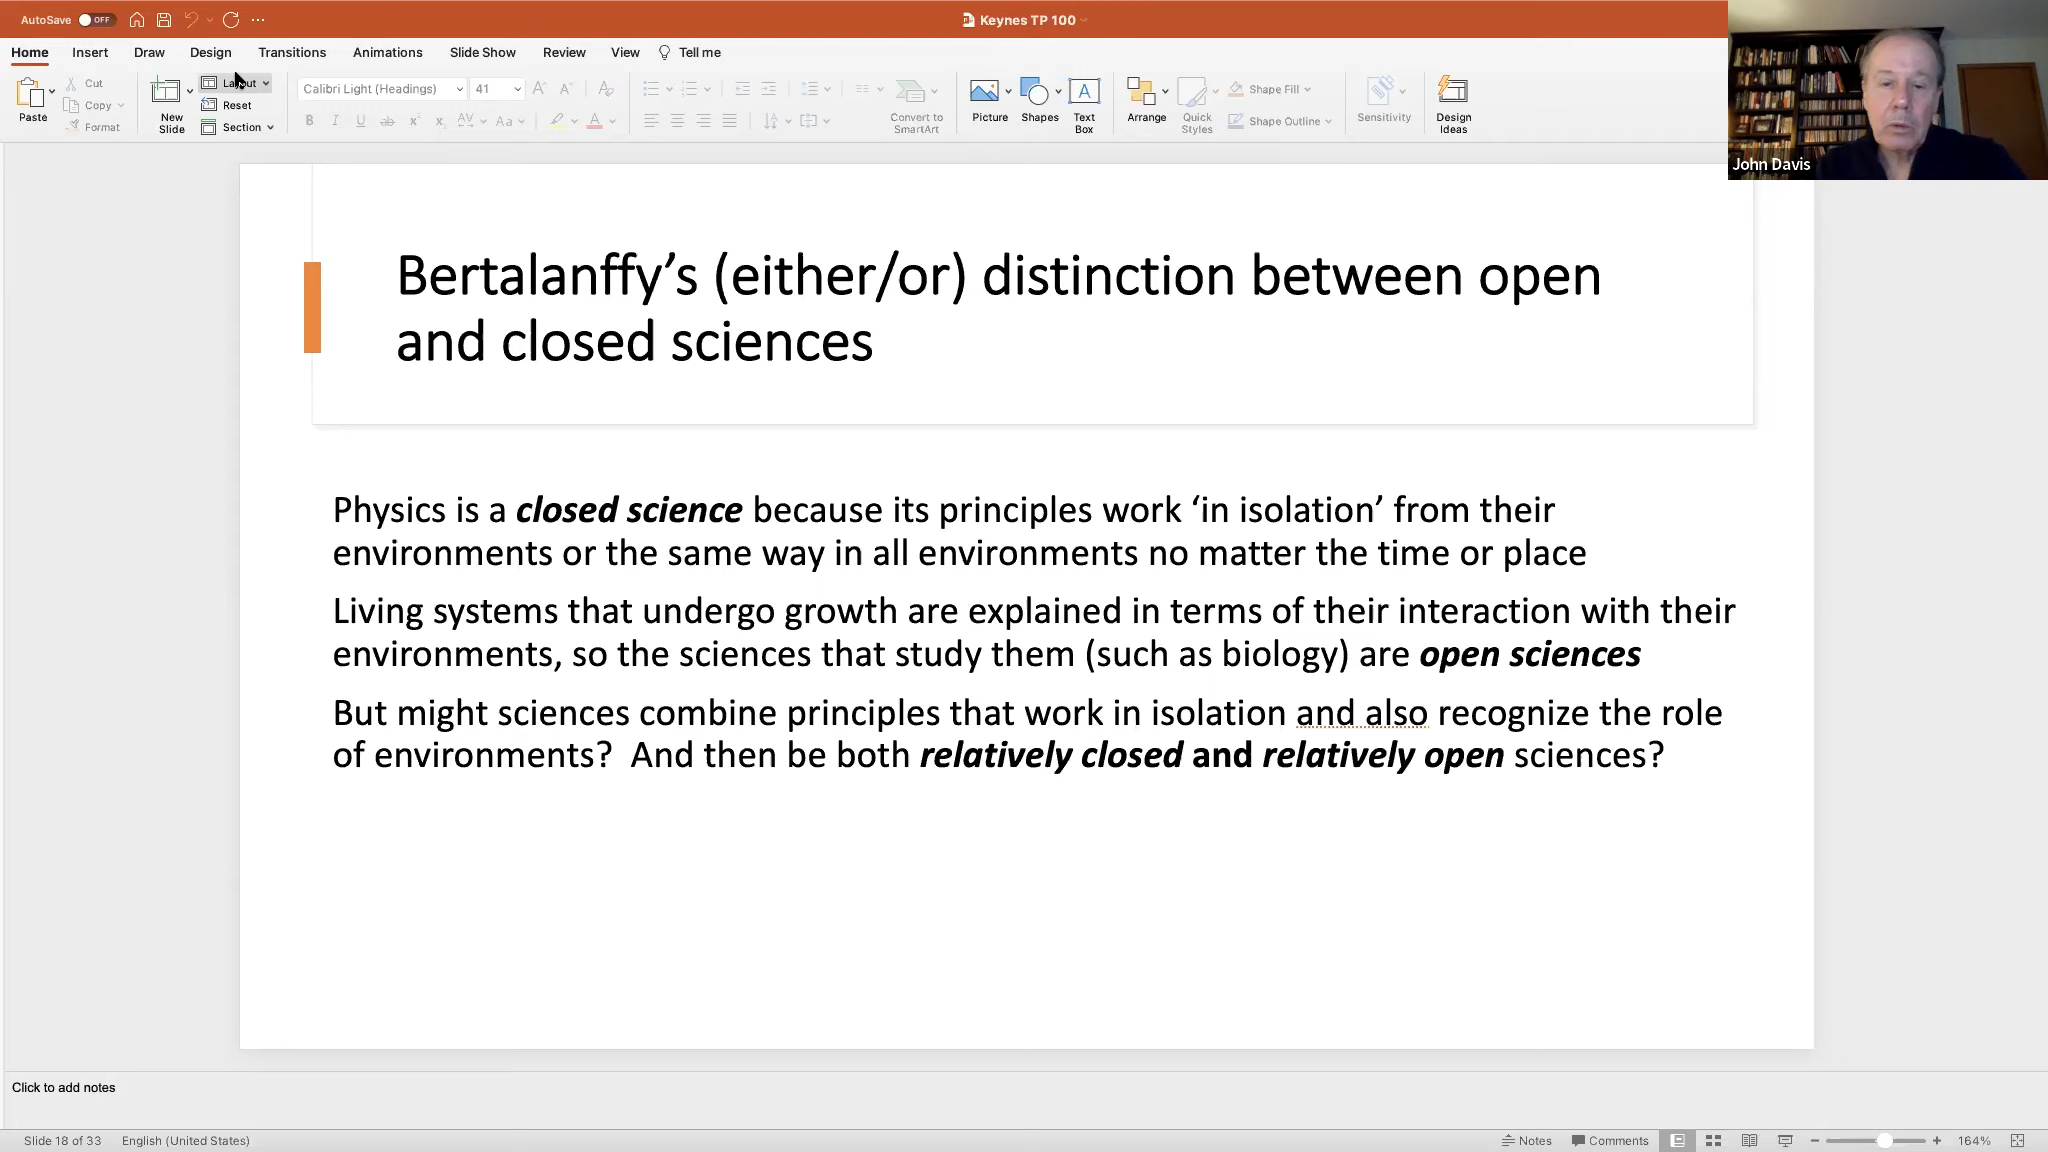 AutoSave OFF
Keynes TP 100
Home Insert Draw Design Transitions Animations Slide Show Review View Tell me
Paste
Cut
Copy
Format
New Slide
Layout
Reset
Section
Calibri Light (Headings) 41
Convert to SmartArt
Picture
Shapes
Text Box
Arrange
Quick Styles
Shape Fill
Shape Outline
Sensitivity
Design Ideas
John Davis
Bertalanffy’s (either/or) distinction between open
and closed sciences
Physics is a closed science because its principles work ‘in isolation’ from their
environments or the same way in all environments no matter the time or place
Living systems that undergo growth are explained in terms of their interaction with their
environments, so the sciences that study them (such as biology) are open sciences
But might sciences combine principles that work in isolation and also recognize the role
of environments?  And then be both relatively closed and relatively open sciences?
Click to add notes
Slide 18 of 33 English (United States) Notes Comments 164%